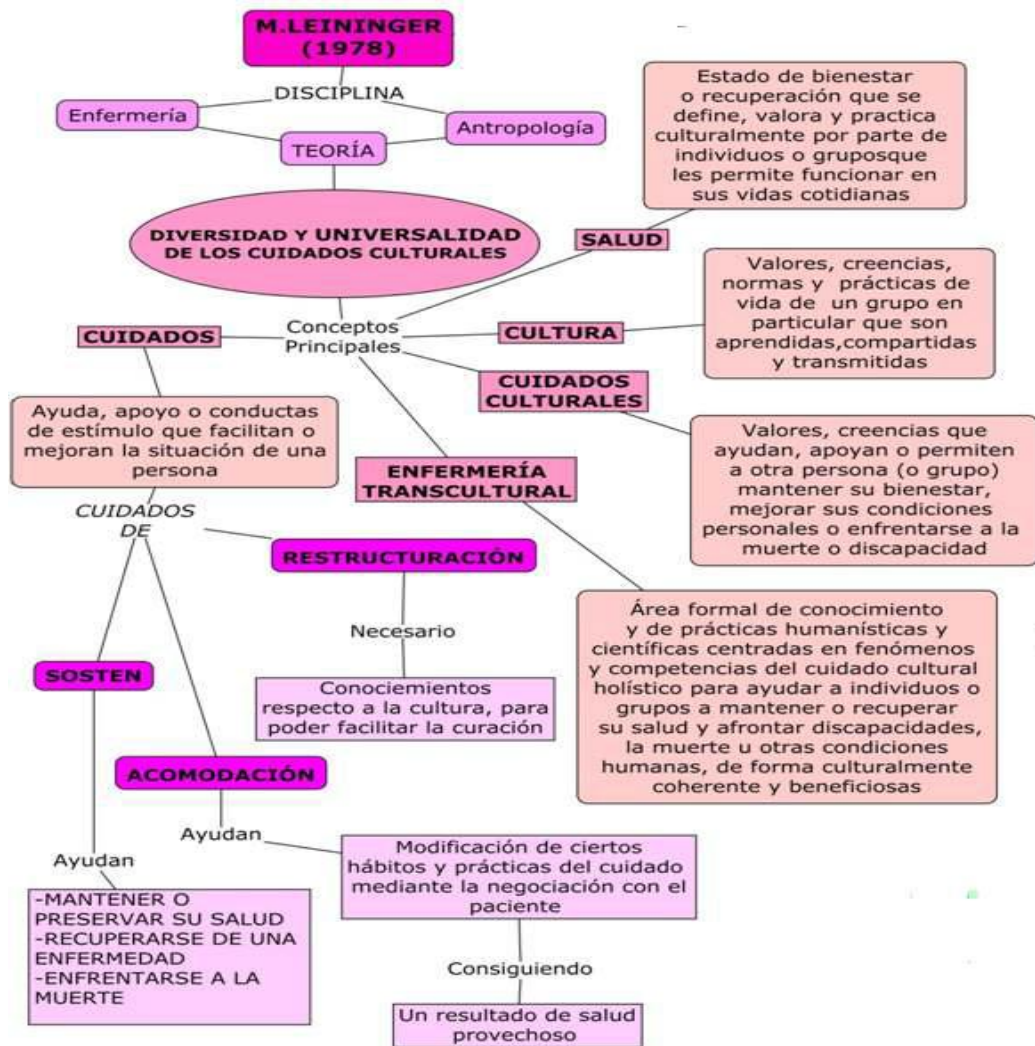 M.LEININGER
(1978)
DISCIPLINA
Enfermería
Antropología
TEORÍA
DIVERSIDAD Y UNIVERSALIDAD
DE LOS CUIDADOS CULTURALES
Conceptos
Principales
SALUD
Estado de bienestar
o recuperación que se
define, valora y practica
culturalmente por parte de
individuos o gruposque
les permite funcionar en
sus vidas cotidianas
CULTURA
Valores, creencias,
normas y prácticas de
vida de un grupo en
particular que son
aprendidas,compartidas
y transmitidas
CUIDADOS
CULTURALES
Valores, creencias que
ayudan, apoyan o permiten
a otra persona (o grupo)
mantener su bienestar,
mejorar sus condiciones
personales o enfrentarse a la
muerte o discapacidad
ENFERMERÍA
TRANSCULTURAL
Área formal de conocimiento
y de prácticas humanísticas y
científicas centradas en fenómenos
y competencias del cuidado cultural
holístico para ayudar a individuos o
grupos a mantener o recuperar
su salud y afrontar discapacidades,
la muerte u otras condiciones
humanas, de forma culturalmente
coherente y beneficiosas
CUIDADOS
Ayuda, apoyo o conductas
de estímulo que facilitan o
mejoran la situación de una
persona
CUIDADOS
DE
RESTRUCTURACIÓN
Necesario
Conociemientos
respecto a la cultura, para
poder facilitar la curación
SOSTEN
Ayudan
-MANTENER O
PRESERVAR SU SALUD
-RECUPERARSE DE UNA
ENFERMEDAD
-ENFRENTARSE A LA
MUERTE
ACOMODACIÓN
Ayudan
Modificación de ciertos
hábitos y prácticas del cuidado
mediante la negociación con el
paciente
Consiguiendo
Un resultado de salud
provechoso